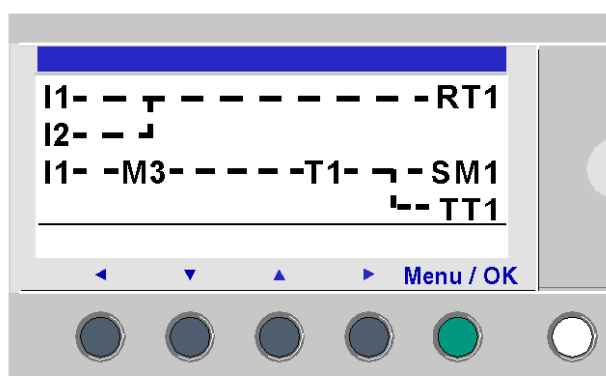 I1- RT1
I2-
I1- -M3- -T1- - SM1
TT1
Menu / OK